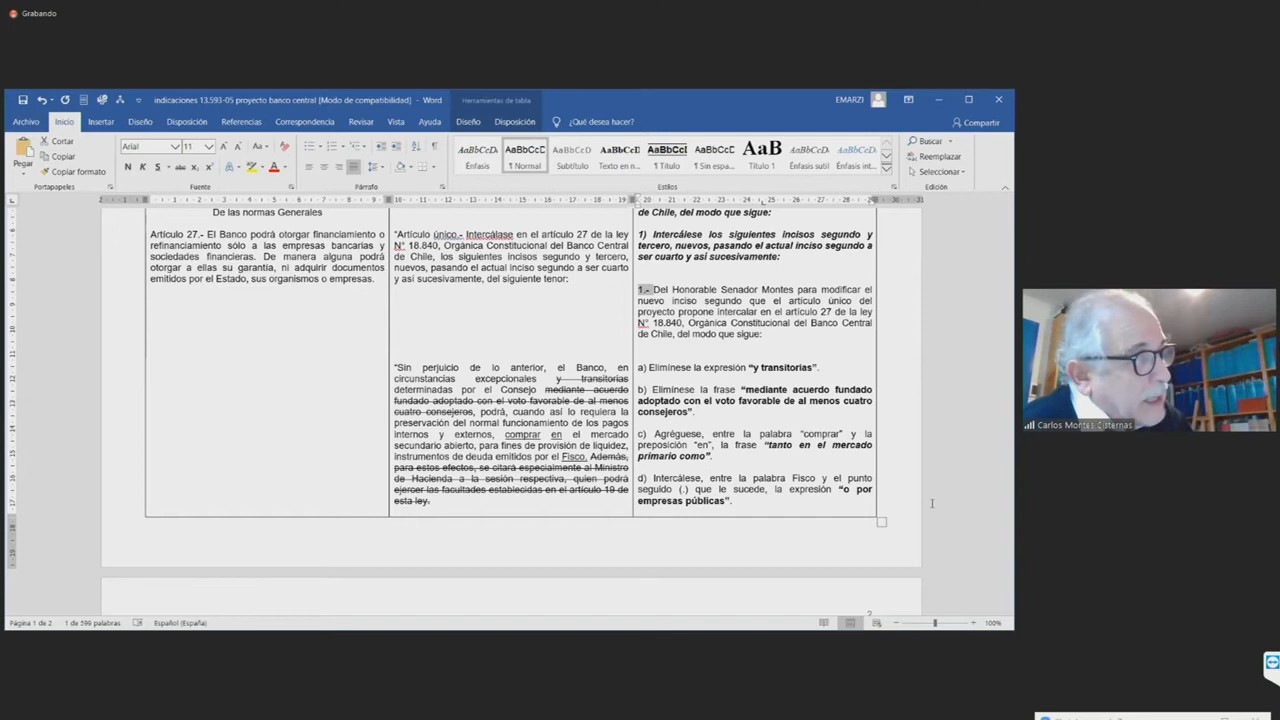 Grabando
indicaciones 13.593-05 proyecto banco central [Modo de compatibilidad] - Word
Herramientas de tabla
EMARZI
Archivo Inicio Insertar Diseño Disposición Referencias Correspondencia Revisar Vista Ayuda Diseño Disposición ¿Qué desea hacer? Compartir
Pegar
Cortar
Copiar
Copiar formato
Portapapeles
Arial 11
N K S abc
Fuente
Párrafo
AaBbCcD AaBbCcC AaBbCcD AaBbCcD AaBbCcC AaBbCcD AaB AaBbCcD AaBbCcD
Énfasis ¶ Normal Subtítulo Texto en n... ¶ Título ¶ Sin espa... Título 1 Énfasis sutil Énfasis int...
Estilos
Buscar
Reemplazar
Seleccionar
Edición
De las normas Generales
Artículo 27.- El Banco podrá otorgar financiamiento o
refinanciamiento sólo a las empresas bancarias y
sociedades financieras. De manera alguna podrá
otorgar a ellas su garantía, ni adquirir documentos
emitidos por el Estado, sus organismos o empresas.
"Artículo único.- Intercálase en el artículo 27 de la ley
N° 18.840, Orgánica Constitucional del Banco Central
de Chile, los siguientes incisos segundo y tercero,
nuevos, pasando el actual inciso segundo a ser cuarto
y así sucesivamente, del siguiente tenor:
"Sin perjuicio de lo anterior, el Banco, en
circunstancias excepcionales y transitorias
determinadas por el Consejo mediante acuerdo
fundado adoptado con el voto favorable de al menos
cuatro consejeros, podrá, cuando así lo requiera la
preservación del normal funcionamiento de los pagos
internos y externos, comprar en el mercado
secundario abierto, para fines de provisión de liquidez,
instrumentos de deuda emitidos por el Fisco. Además,
para estos efectos, se citará especialmente al Ministro
de Hacienda a la sesión respectiva, quien podrá
ejercer las facultades establecidas en el artículo 19 de
esta ley.
de Chile, del modo que sigue:
1) Intercálese los siguientes incisos segundo y
tercero, nuevos, pasando el actual inciso segundo a
ser cuarto y así sucesivamente:
1.- Del Honorable Senador Montes para modificar el
nuevo inciso segundo que el artículo único del
proyecto propone intercalar en el artículo 27 de la ley
N° 18.840, Orgánica Constitucional del Banco Central
de Chile, del modo que sigue:
a) Elimínese la expresión “y transitorias”.
b) Elimínese la frase “mediante acuerdo fundado
adoptado con el voto favorable de al menos cuatro
consejeros”.
c) Agréguese, entre la palabra “comprar” y la
preposición “en”, la frase “tanto en el mercado
primario como”.
d) Intercálese, entre la palabra Fisco y el punto
seguido (.) que le sucede, la expresión “o por
empresas públicas”.
2
Página 1 de 2 1 de 599 palabras Español (España) 100%
Carlos Montes Cisternas